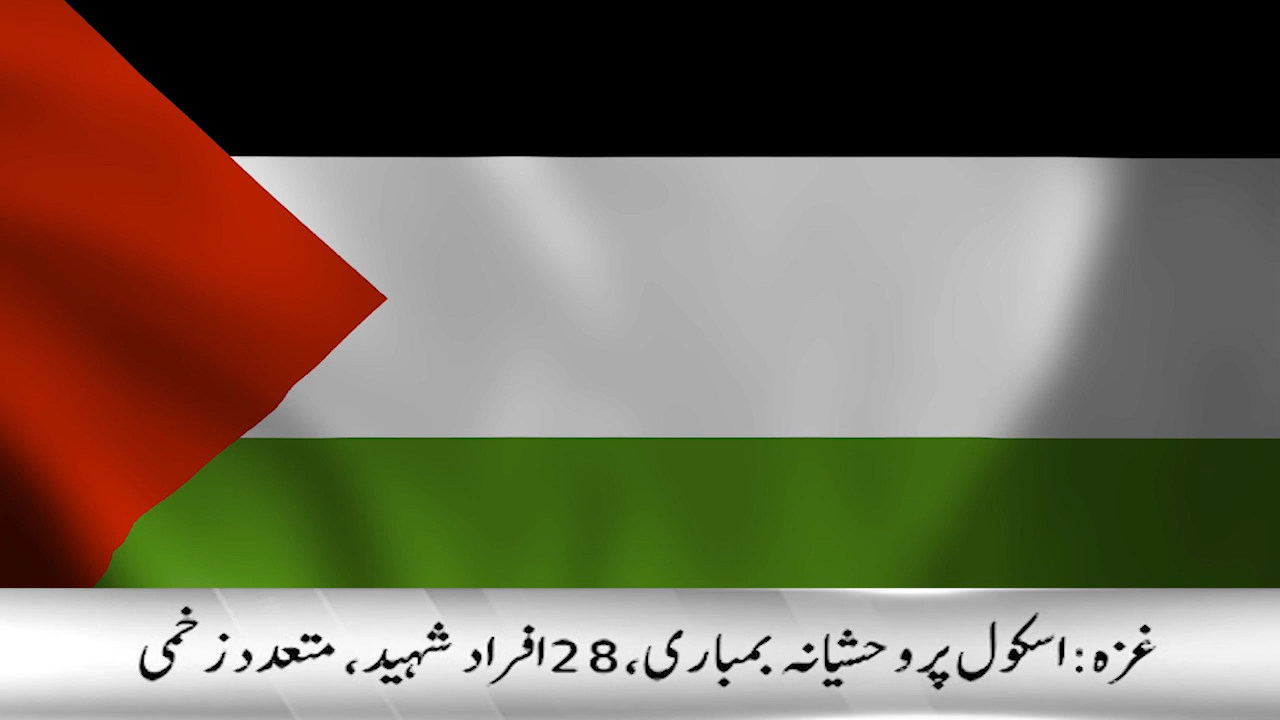 غزہ: اسکول پر وحشیانہ بمباری، 28 افراد شہید، متعدد زخمی